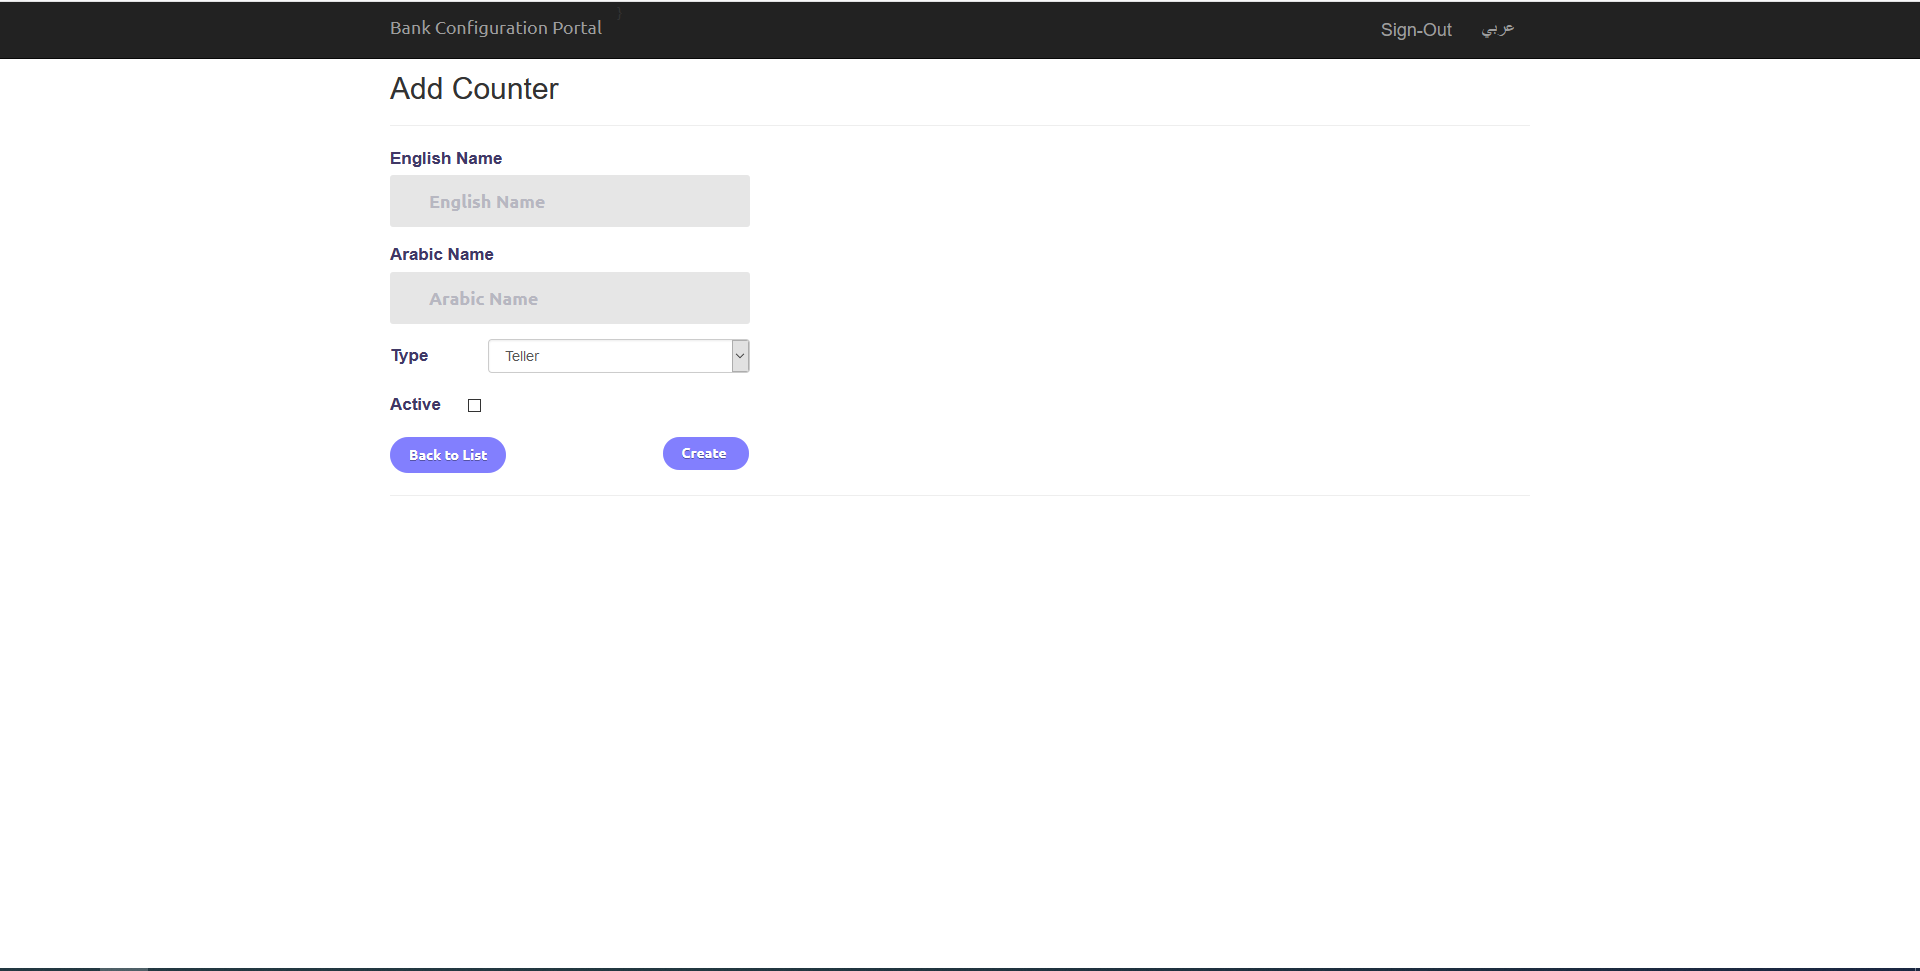 Bank Configuration Portal
Sign-Out
عربي
Add Counter
English Name
English Name
Arabic Name
Arabic Name
Type
Teller
Active
Back to List
Create